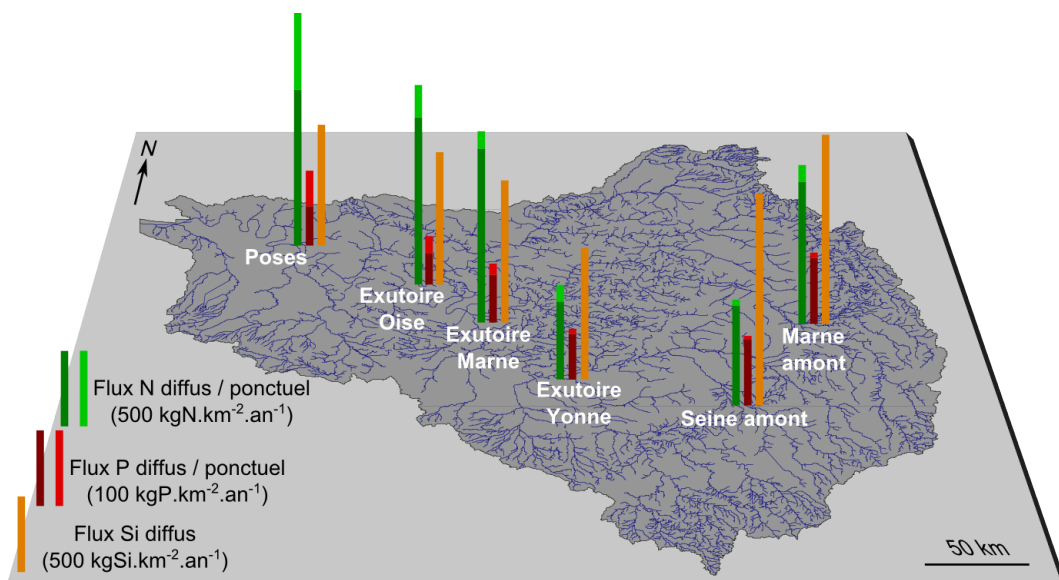 N
Poses
Exutoire
Oise
Exutoire
Marne
Exutoire
Yonne
Seine amont
Marne
amont
Flux N diffus / ponctuel
(500 kgN.km⁻².an⁻¹)
Flux P diffus / ponctuel
(100 kgP.km⁻².an⁻¹)
Flux Si diffus
(500 kgSi.km⁻².an⁻¹)
50 km